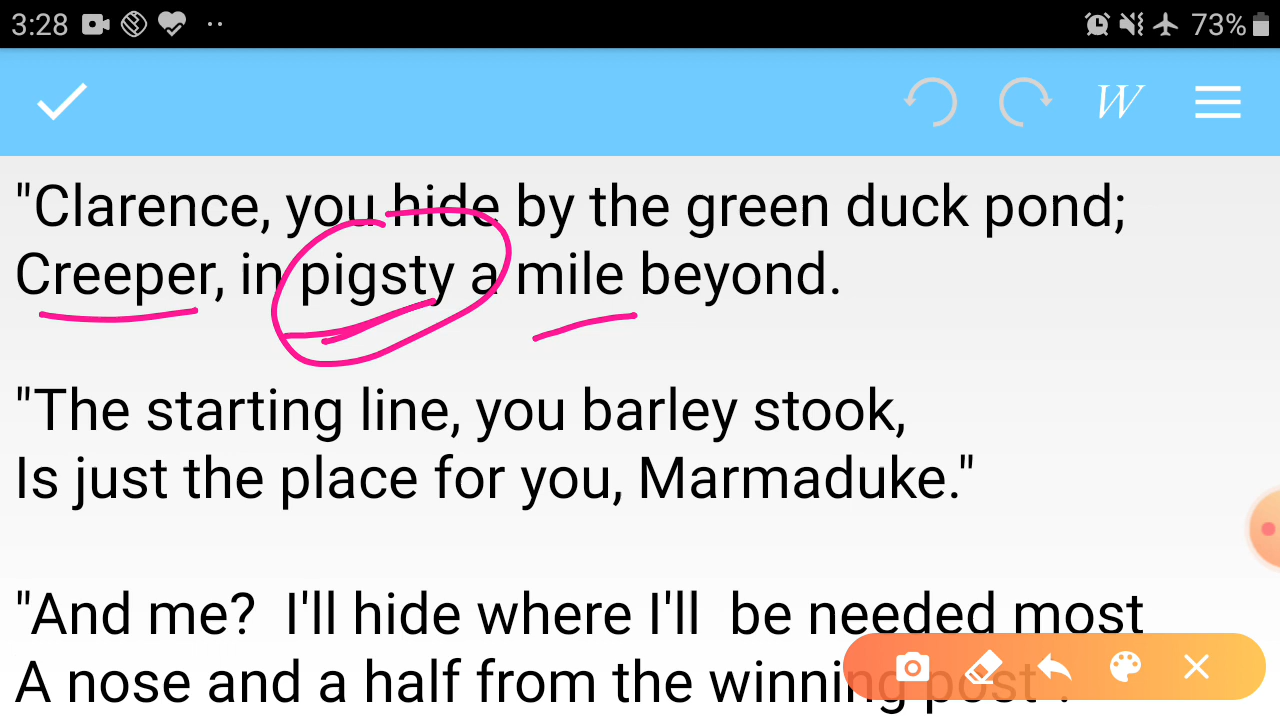 3:28
73%
W
"Clarence, you hide by the green duck pond;
Creeper, in pigsty a mile beyond.
"The starting line, you barley stook,
Is just the place for you, Marmaduke."
"And me?  I'll hide where I'll  be needed most
A nose and a half from the winning post".